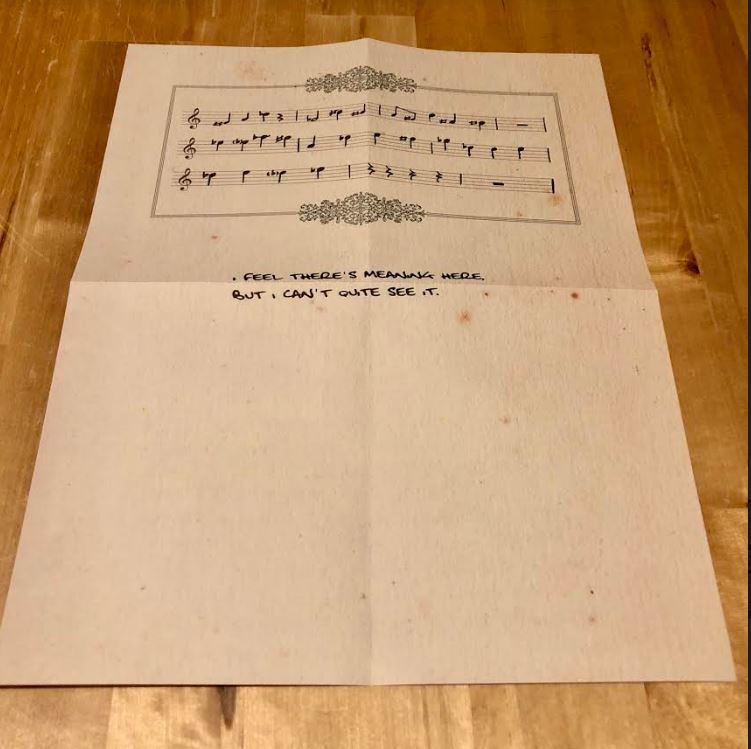 I FEEL THERE'S MEANING HERE.
BUT I CAN'T QUITE SEE IT.